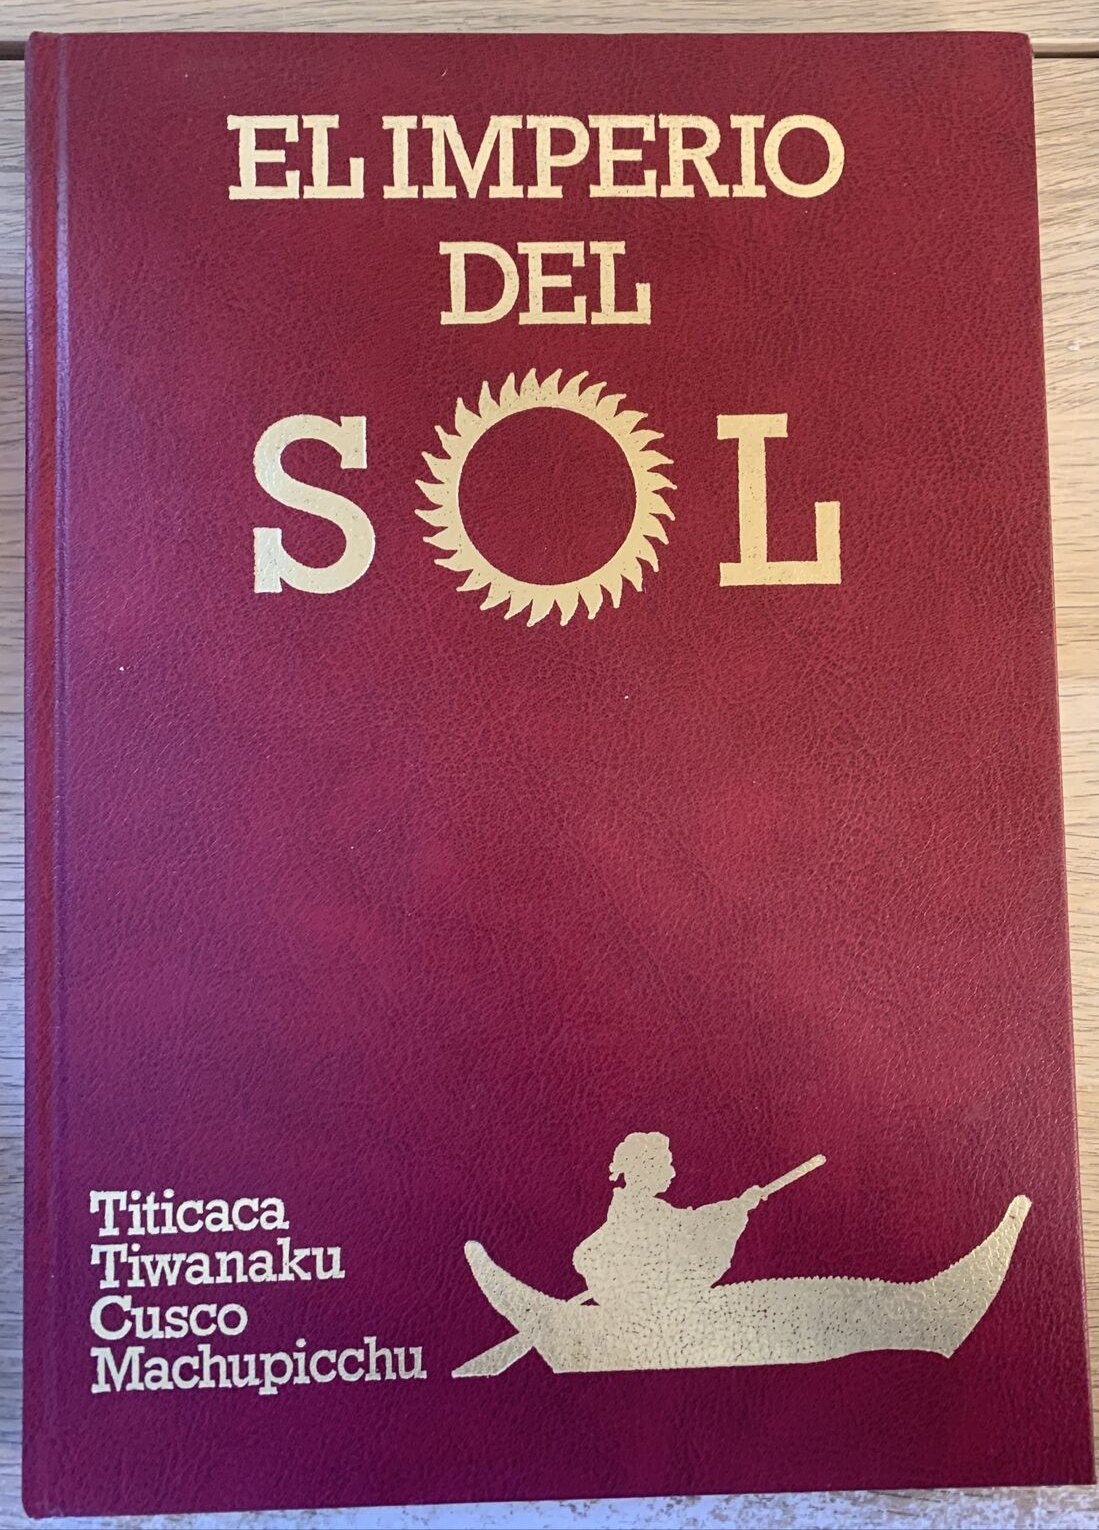 EL IMPERIO
DEL
SOL
Titicaca
Tiwanaku
Cusco
Machupicchu